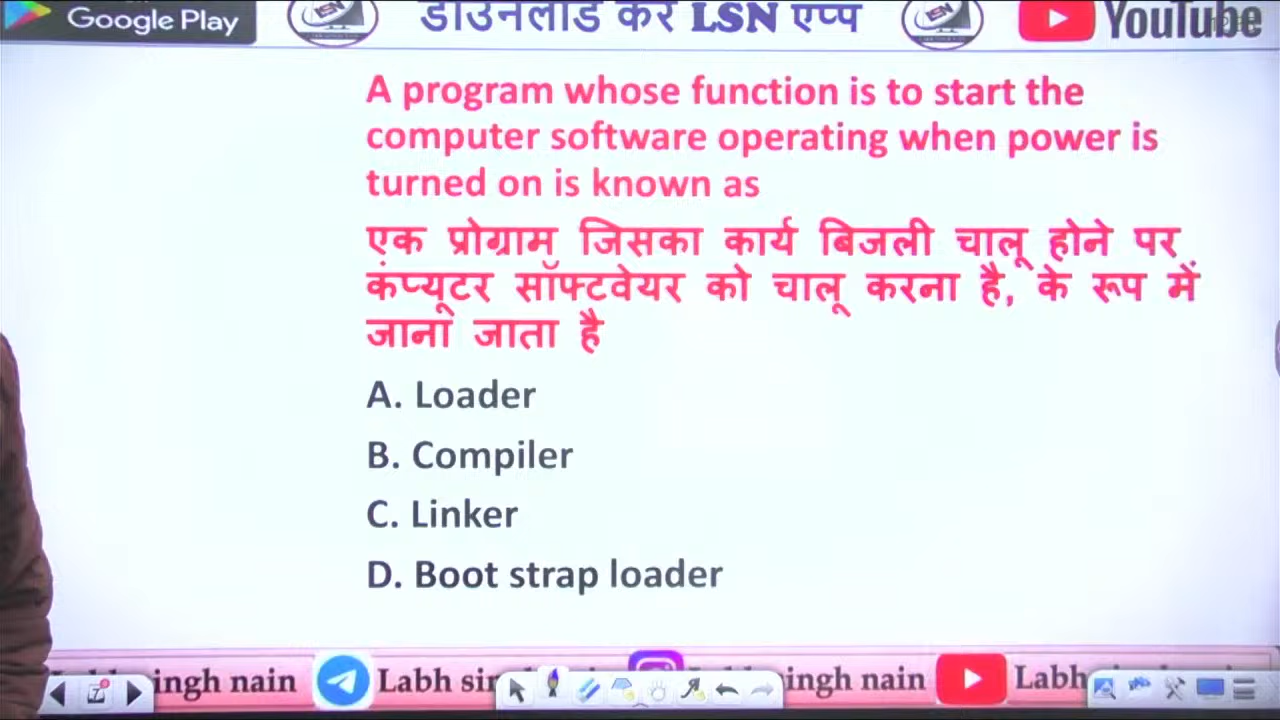 Google Play
डाउनलोड करें LSN एप्प
YouTube
A program whose function is to start the
computer software operating when power is
turned on is known as
एक प्रोग्राम जिसका कार्य बिजली चालू होने पर
कंप्यूटर सॉफ्टवेयर को चालू करना है, के रूप में
जाना जाता है
A. Loader
B. Compiler
C. Linker
D. Boot strap loader
ingh nain
Labh
ingh nain
Labh